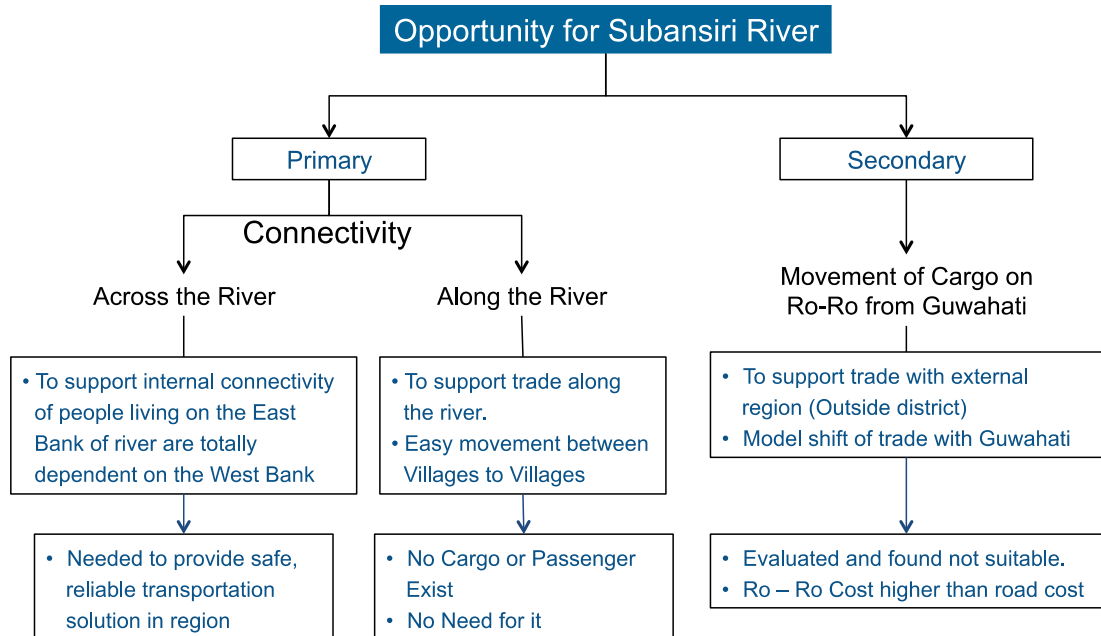 Opportunity for Subansiri River
Primary
Secondary
Connectivity
Across the River
Along the River
Movement of Cargo on
Ro-Ro from Guwahati
• To support internal connectivity
of people living on the East
Bank of river are totally
dependent on the West Bank
• To support trade along
the river.
• Easy movement between
Villages to Villages
• To support trade with external
region (Outside district)
• Model shift of trade with Guwahati
• Needed to provide safe,
reliable transportation
solution in region
• No Cargo or Passenger
Exist
• No Need for it
• Evaluated and found not suitable.
• Ro – Ro Cost higher than road cost